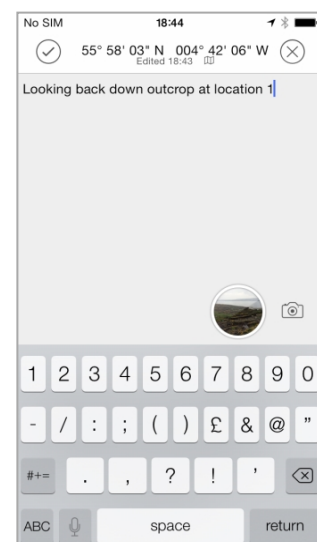 No SIM 18:44
55° 58' 03" N 004° 42' 06" W
Edited 18:43
Looking back down outcrop at location 1
1 2 3 4 5 6 7 8 9 0
- / : ; ( ) £ & @ "
#+= . , ? ! '
ABC space return